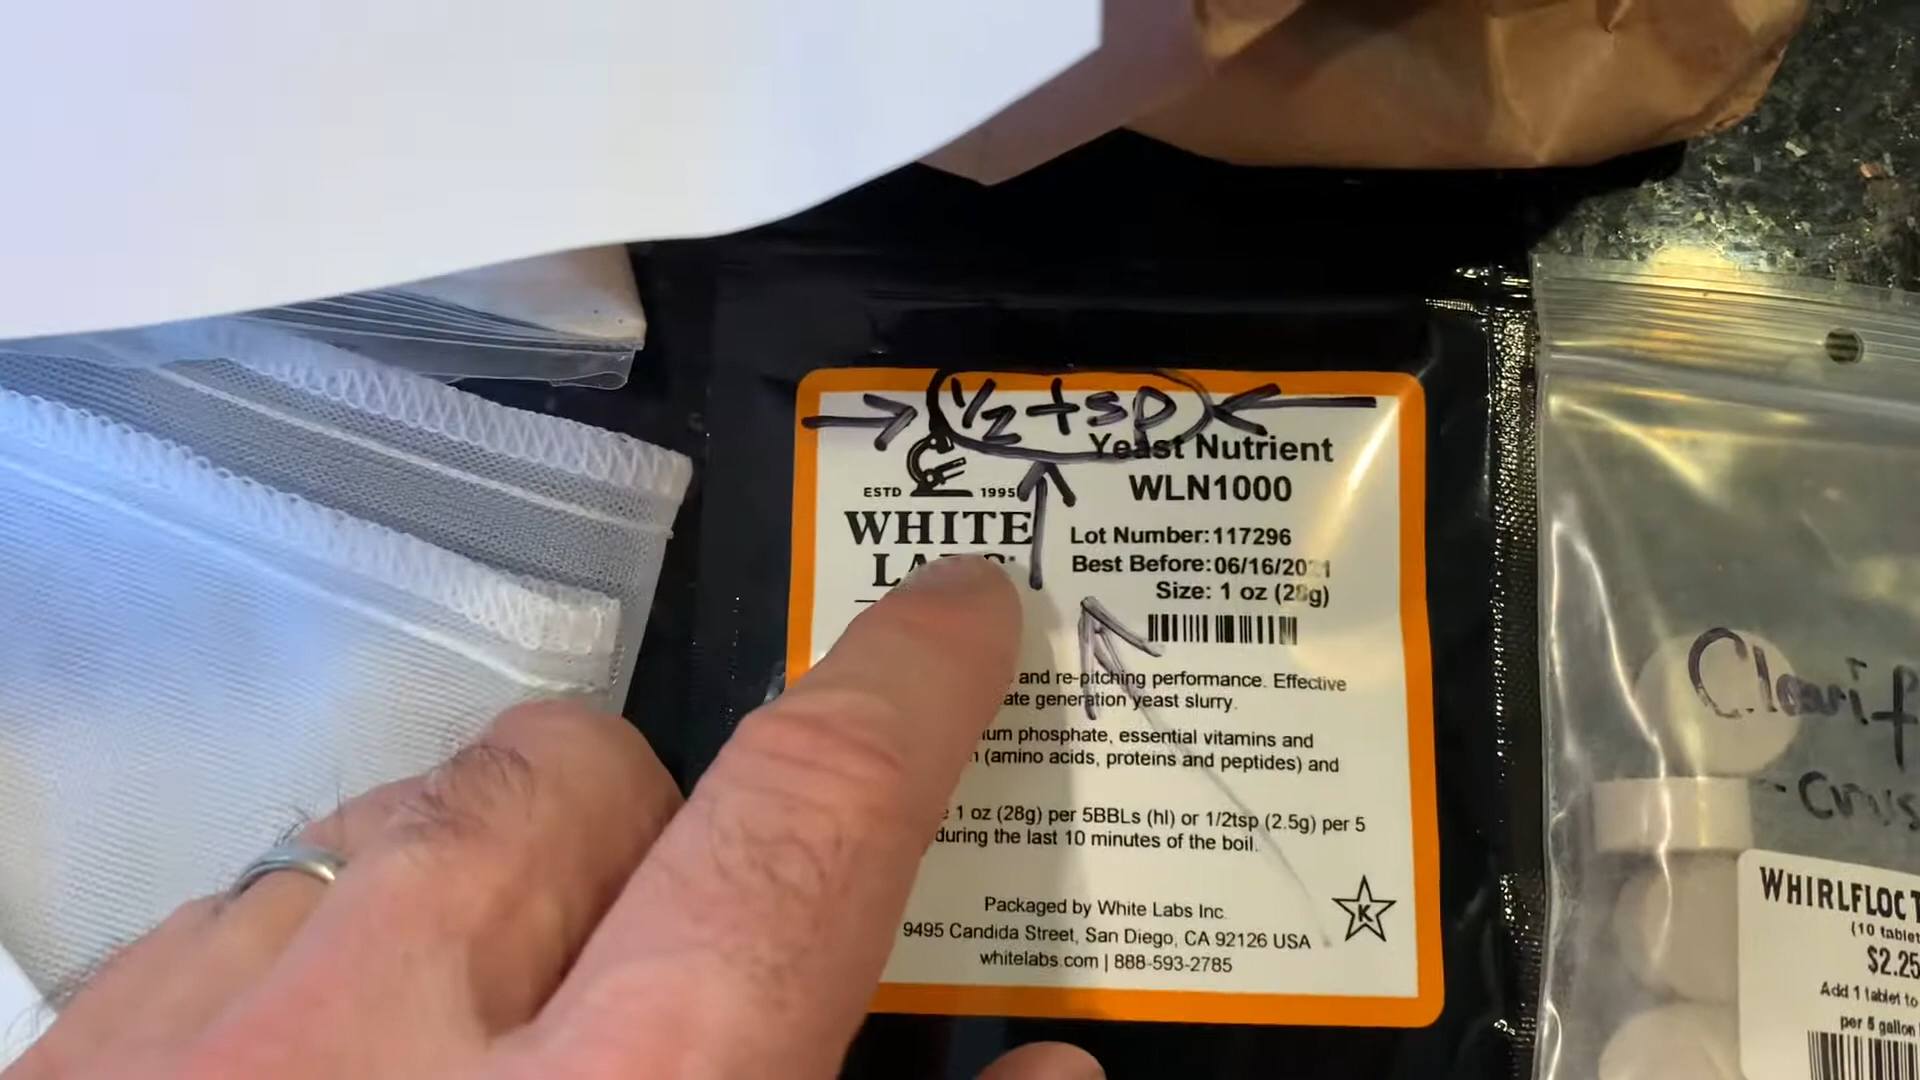 1/2 tsp
Yeast Nutrient
WLN1000
ESTD 1995
WHITE
LABS
Lot Number:117296
Best Before:06/16/2021
Size: 1 oz (28g)
and re-pitching performance. Effective
generation yeast slurry.
phosphate, essential vitamins and
(amino acids, proteins and peptides) and
1 oz (28g) per 5BBLs (hl) or 1/2tsp (2.5g) per 5
during the last 10 minutes of the boil.
K
Packaged by White Labs Inc.
9495 Candida Street, San Diego, CA 92126 USA
whitelabs.com | 888-593-2785
WHIRLFLOC
(10
$2.25
Add 1 tablet to
per 5 gallon